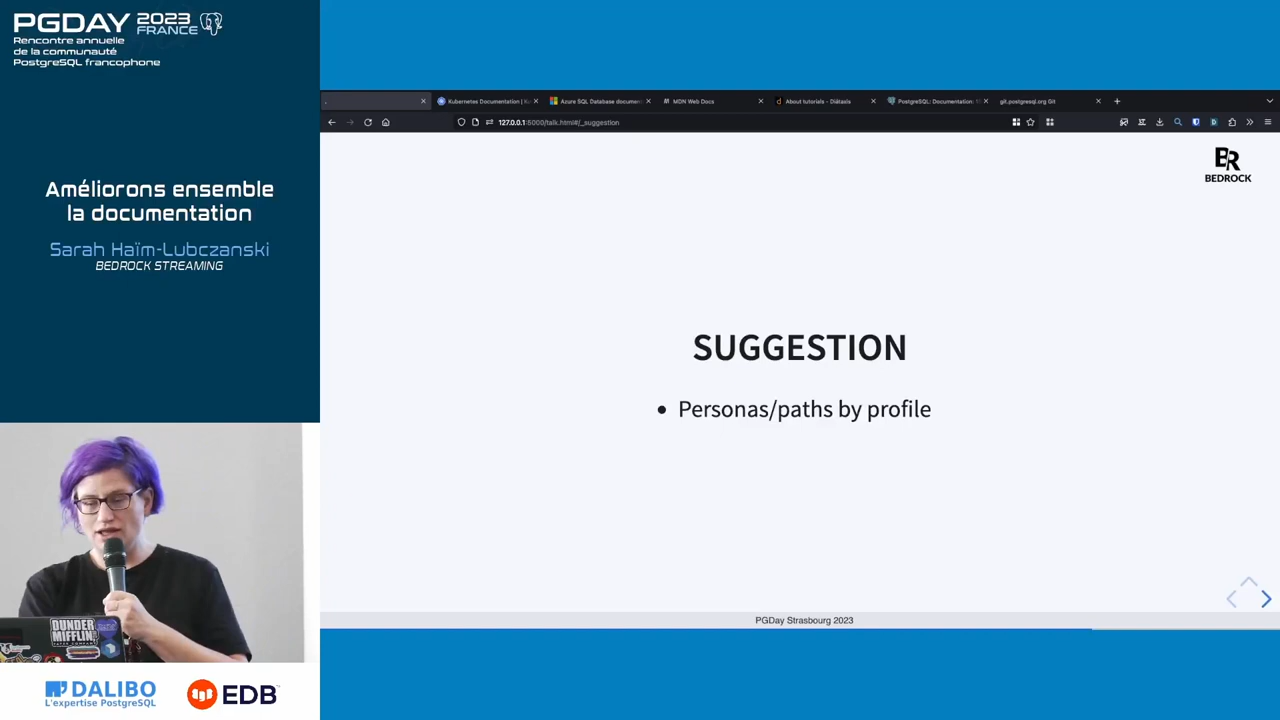 PGDAY 2023 FRANCE
Rencontre annuelle
de la communauté
PostgreSQL francophone
Améliorons ensemble
la documentation
Sarah Haïm-Lubczanski
BEDROCK STREAMING
Kubernetes Documentation | K
Azure SQL Database documen
MDN Web Docs
About tutorials - Diátaxis
PostgreSQL: Documentation:
git.postgresql.org Git
127.0.0.1:5000/talk.html#/_suggestion
BR
BEDROCK
SUGGESTION
• Personas/paths by profile
PGDay Strasbourg 2023
DUNDER
MIFFLIN
DALIBO
L'expertise PostgreSQL
EDB